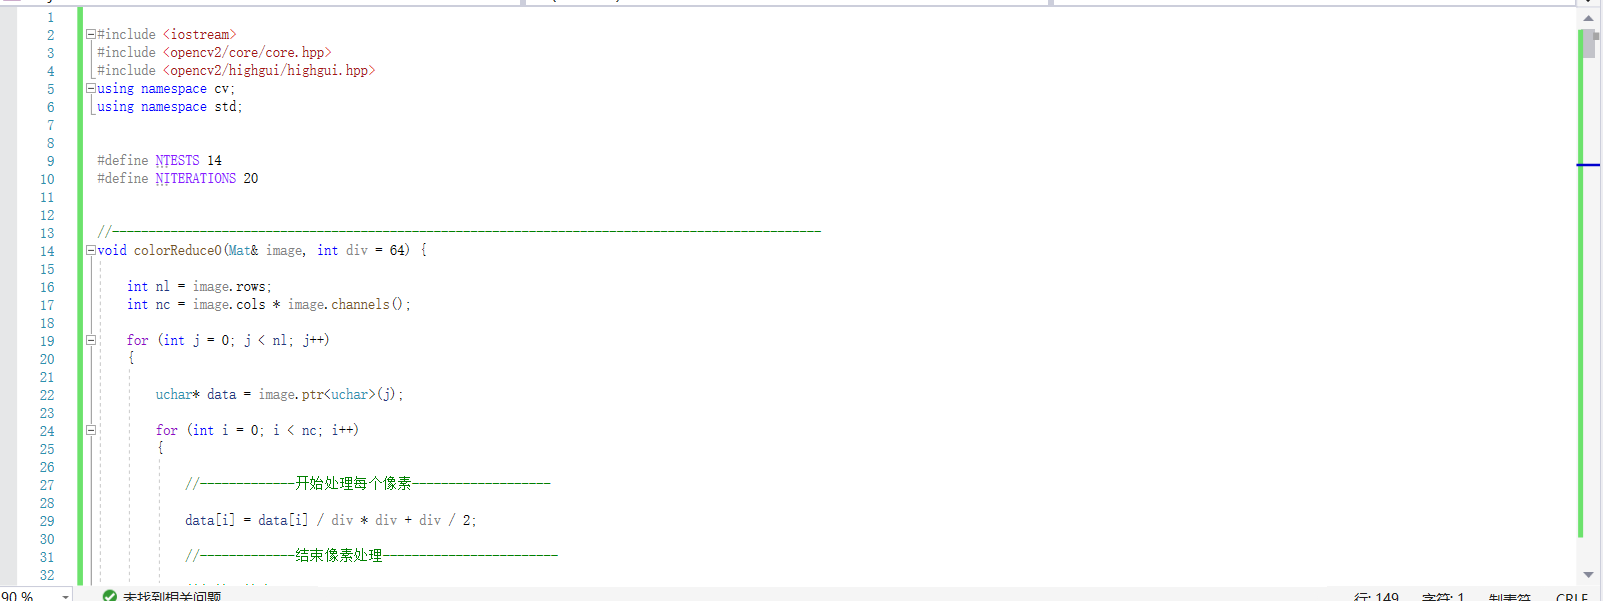 1
2 #include <iostream>
3 #include <opencv2/core/core.hpp>
4 #include <opencv2/highgui/highgui.hpp>
5 using namespace cv;
6 using namespace std;
7
8
9 #define NTESTS 14
10 #define NITERATIONS 20
11
12
13 //-------------------------------------------------------------------------------------------------
14 void colorReduce0(Mat& image, int div = 64) {
15
16 int nl = image.rows;
17 int nc = image.cols * image.channels();
18
19 for (int j = 0; j < nl; j++)
20 {
21
22 uchar* data = image.ptr<uchar>(j);
23
24 for (int i = 0; i < nc; i++)
25 {
26
27 //-------------开始处理每个像素-------------------
28
29 data[i] = data[i] / div * div + div / 2;
30
31 //-------------结束像素处理------------------------
32
90 % 未找到相关问题 行: 149 字符: 1 制表符 CRLF